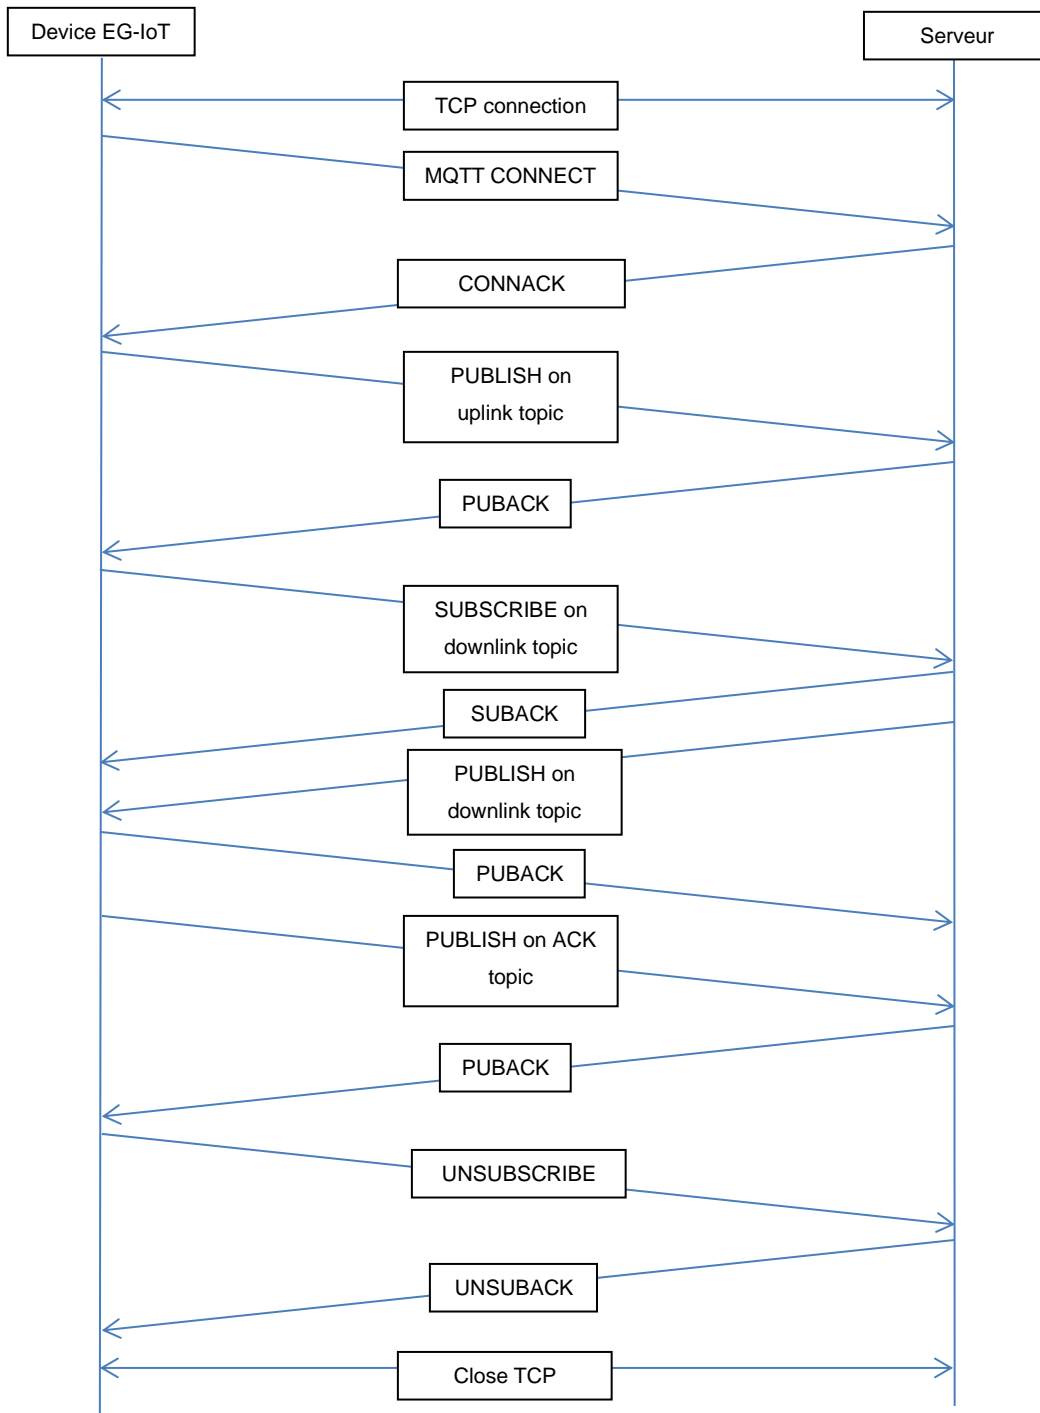 Device EG-IoT
Serveur
TCP connection
MQTT CONNECT
CONNACK
PUBLISH on
uplink topic
PUBACK
SUBSCRIBE on
downlink topic
SUBACK
PUBLISH on
downlink topic
PUBACK
PUBLISH on ACK
topic
PUBACK
UNSUBSCRIBE
UNSUBACK
Close TCP